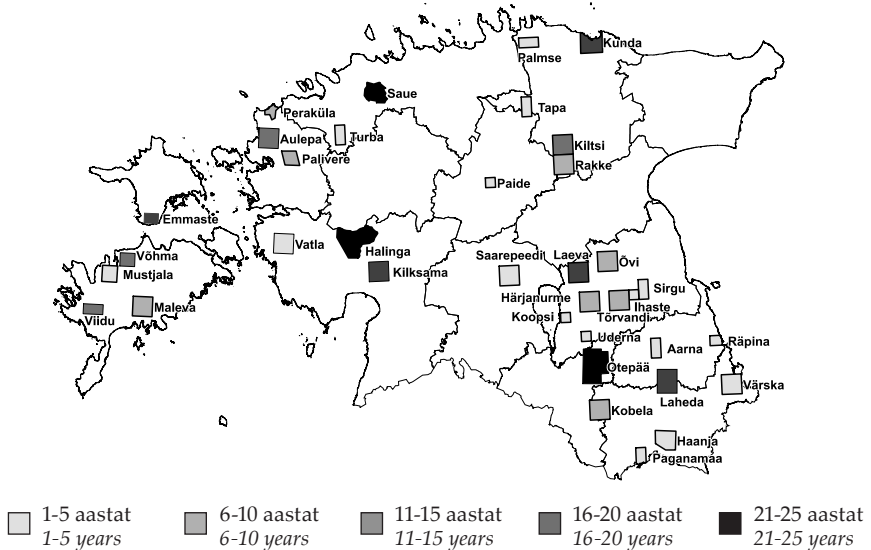 Palmse
Kunda
Saue
Peraküla
Tapa
Aulepa
Turba
Kiltsi
Palivere
Rakke
Paide
Emmaste
Vatla
Halinga
Võhma
Saarepeedi
Laeva
Õvi
Mustjala
Kilksama
Härjanurme
Sirgu
Ihaste
Viidu
Maleva
Koopsi
Tõrvandi
Uderna
Aarna
Räpina
Otepää
Värska
Laheda
Kobela
Haanja
Paganamaa
1-5 aastat 6-10 aastat 11-15 aastat 16-20 aastat 21-25 aastat
1-5 years 6-10 years 11-15 years 16-20 years 21-25 years